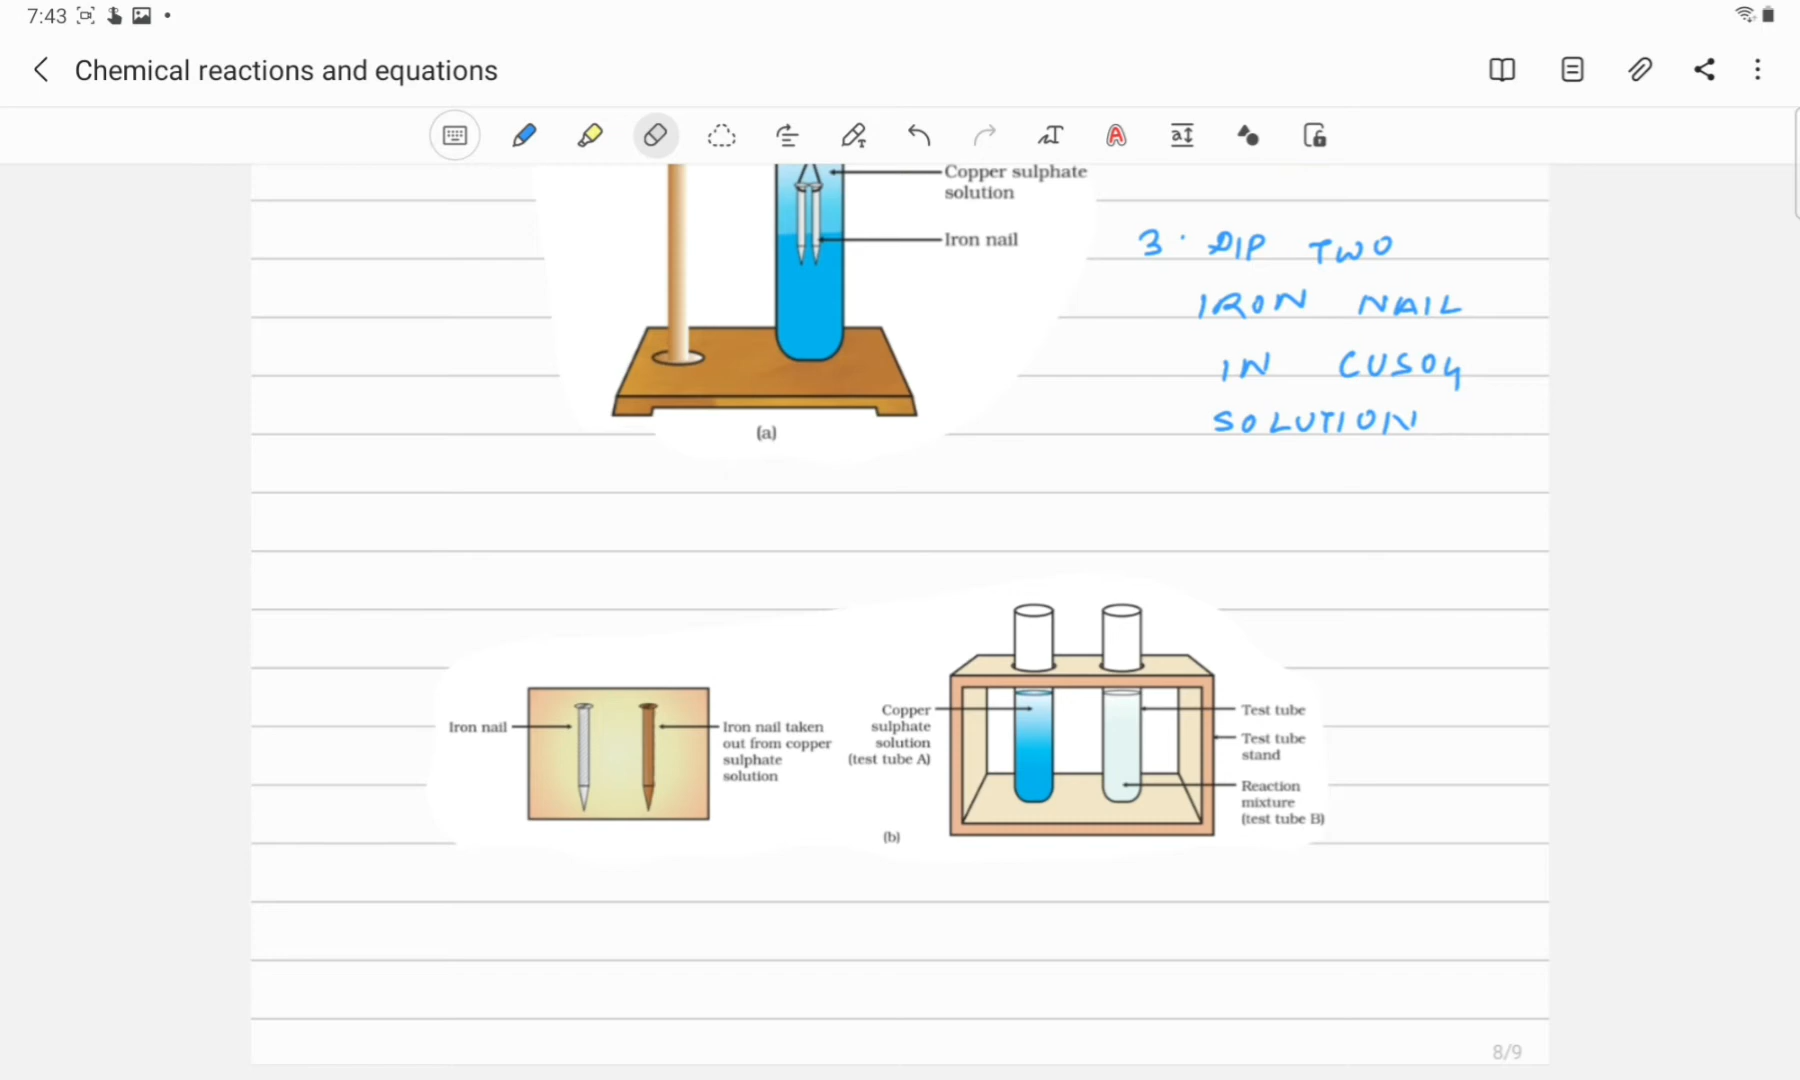 7:43
Chemical reactions and equations
Copper sulphate
solution
Iron nail
(a)
3. DIP TWO
IRON NAIL
IN CUSO4
SOLUTION
Iron nail
Iron nail taken
out from copper
sulphate
solution
Copper
sulphate
solution
(test tube A)
Test tube
Test tube
stand
Reaction
mixture
(test tube B)
(b)
8/9